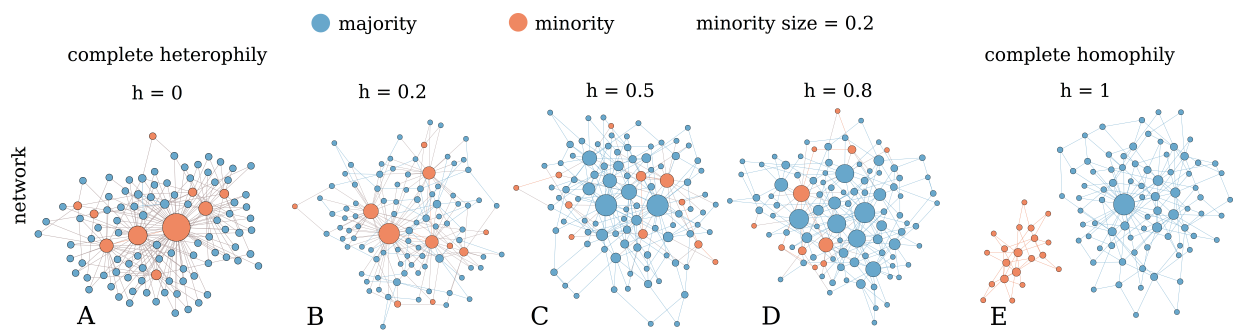 majority minority minority size = 0.2
complete heterophily complete homophily
h = 0 h = 0.2 h = 0.5 h = 0.8 h = 1
network
A B C D E